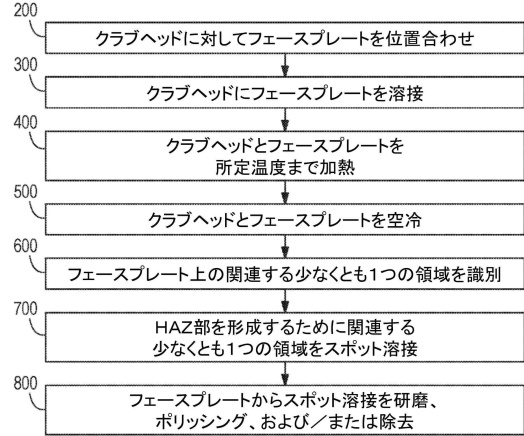 200
クラブヘッドに対してフェースプレートを位置合わせ
300
クラブヘッドにフェースプレートを溶接
400
クラブヘッドとフェースプレートを
所定温度まで加熱
500
クラブヘッドとフェースプレートを空冷
600
フェースプレート上の関連する少なくとも1つの領域を識別
700
HAZ部を形成するために関連する
少なくとも1つの領域をスポット溶接
800
フェースプレートからスポット溶接を研磨、
ポリッシング、および/または除去